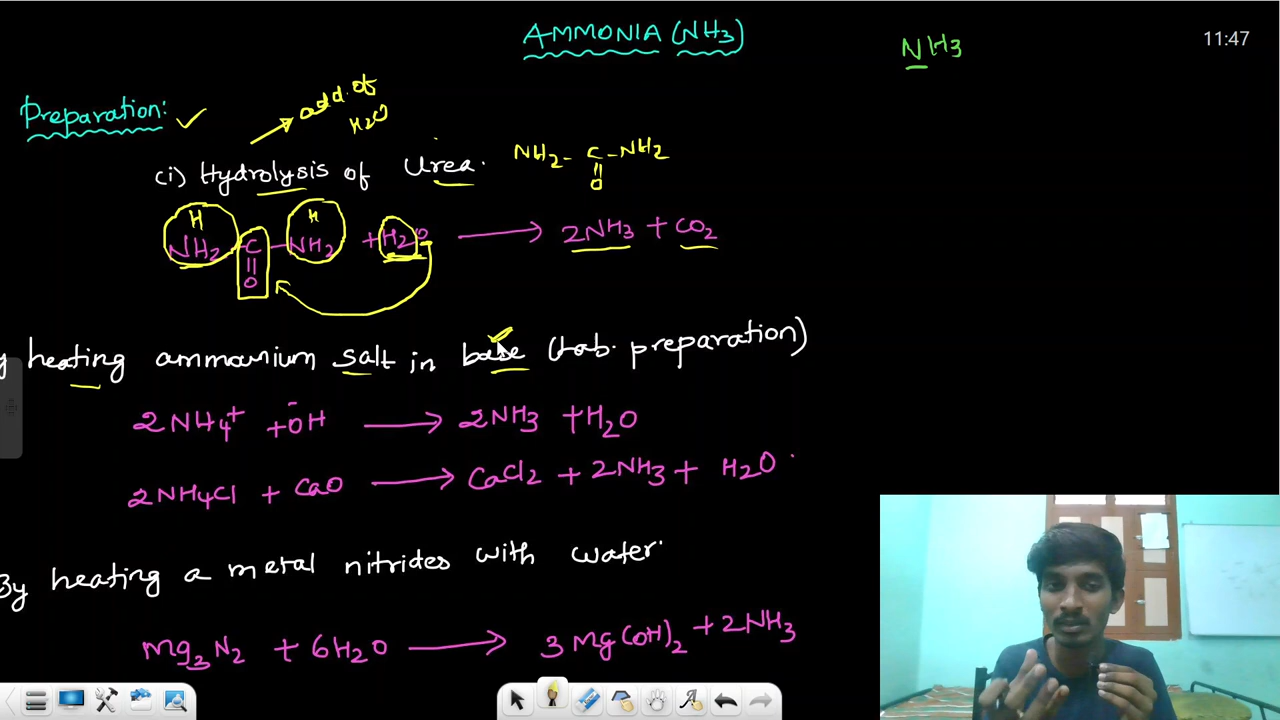 AMMONIA (NH3)
NH3
11:47
Preparation:
add. of
H2O
(i) Hydrolysis of Urea.
NH2-C-NH2
O
H H
NH2-C-NH2 + H2O → 2NH3 + CO2
O
y heating ammonium salt in base (Lab. preparation)
2NH4+ + OH- → 2NH3 + H2O
2NH4Cl + CaO → CaCl2 + 2NH3 + H2O
By heating a metal nitrides with water.
Mg3N2 + 6H2O → 3Mg(OH)2 + 2NH3